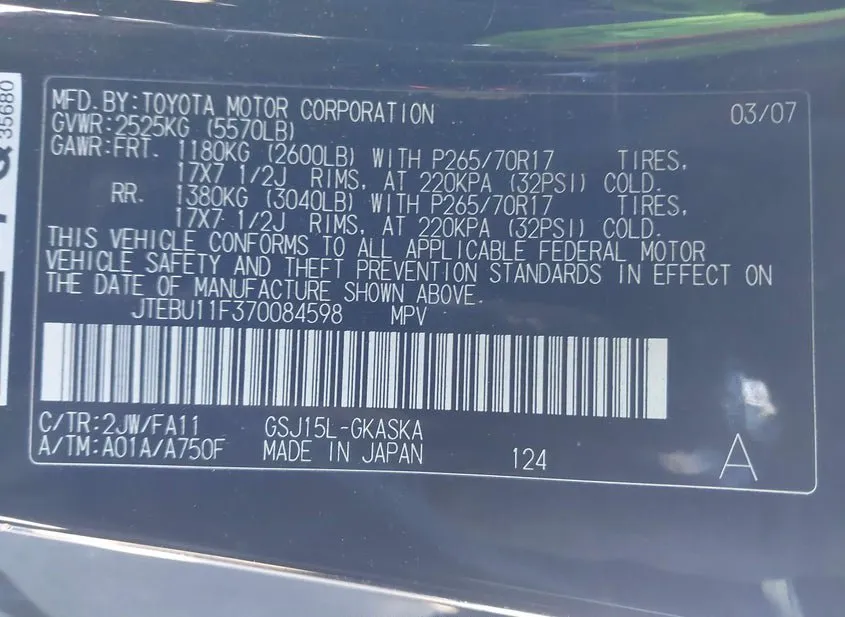 35680
MFD.BY:TOYOTA MOTOR CORPORATION 03/07
GVWR:2525KG (5570LB)
GAWR:FRT. 1180KG (2600LB) WITH P265/70R17 TIRES,
17X7 1/2J RIMS, AT 220KPA (32PSI) COLD.
RR. 1380KG (3040LB) WITH P265/70R17 TIRES,
17X7 1/2J RIMS, AT 220KPA (32PSI) COLD.
THIS VEHICLE CONFORMS TO ALL APPLICABLE FEDERAL MOTOR
VEHICLE SAFETY AND THEFT PREVENTION STANDARDS IN EFFECT ON
THE DATE OF MANUFACTURE SHOWN ABOVE.
JTEBU11F370084598 MPV
C/TR:2JW/FA11 GSJ15L-GKASKA
A/TM:A01A/A750F MADE IN JAPAN 124 A